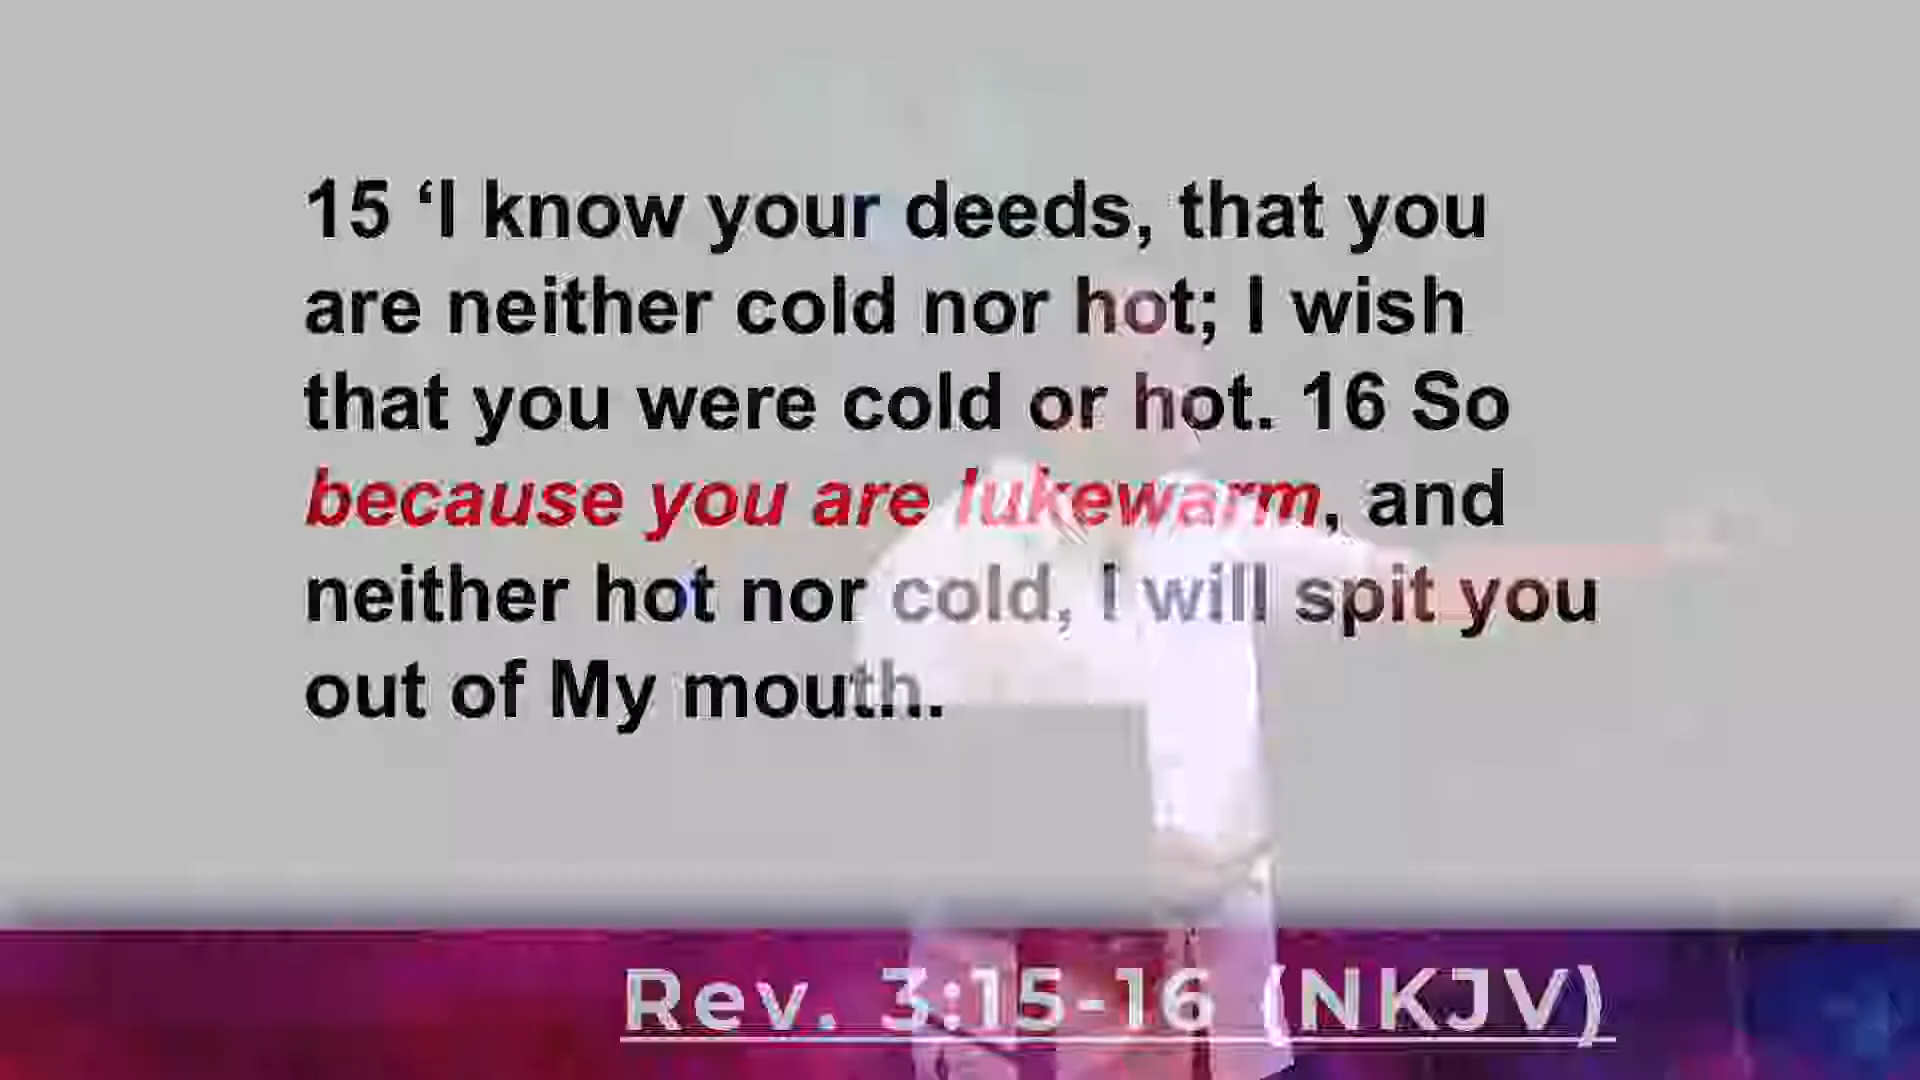 15 ‘I know your deeds, that you
are neither cold nor hot; I wish
that you were cold or hot. 16 So
because you are lukewarm, and
neither hot nor cold, I will spit you
out of My mouth.
Rev. 3:15-16 (NKJV)